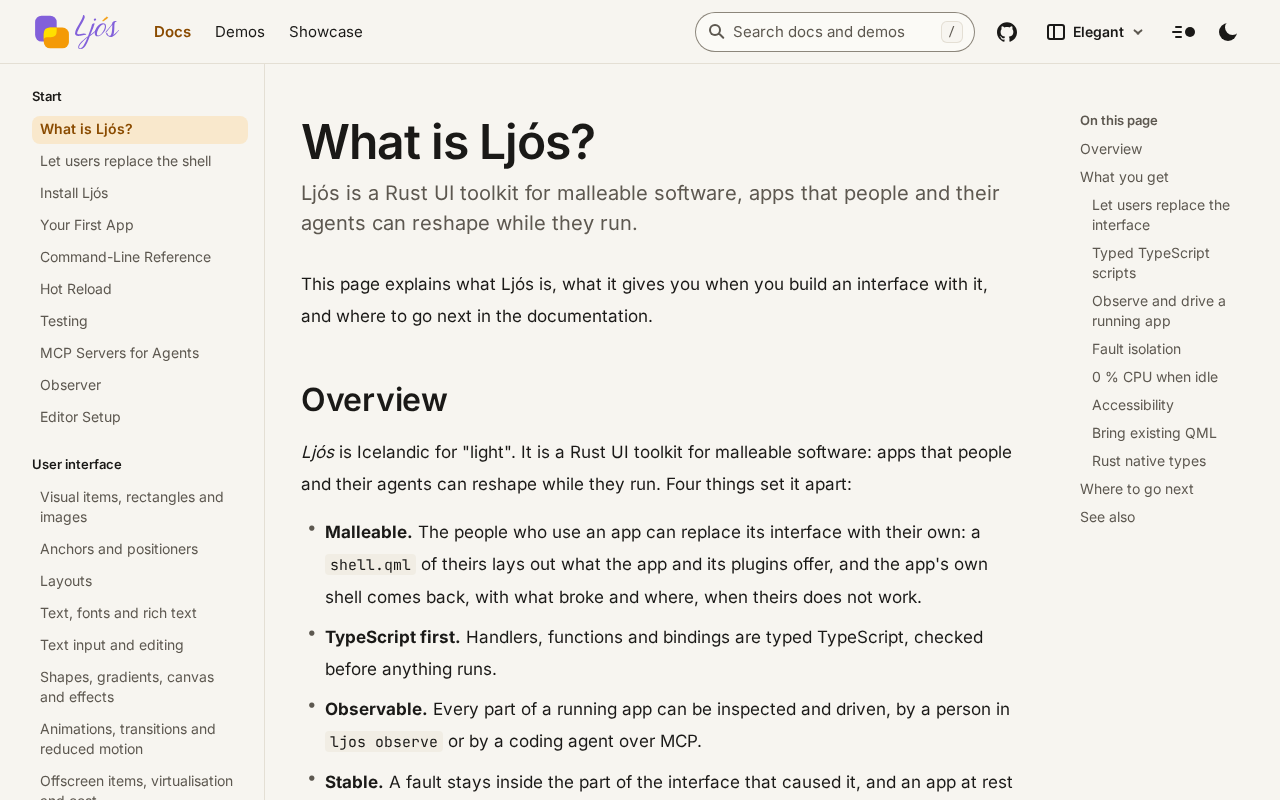 Ljós
Docs
Demos
Showcase
Search docs and demos
/
Elegant
Start
What is Ljós?
Let users replace the shell
Install Ljós
Your First App
Command-Line Reference
Hot Reload
Testing
MCP Servers for Agents
Observer
Editor Setup
User interface
Visual items, rectangles and
images
Anchors and positioners
Layouts
Text, fonts and rich text
Text input and editing
Shapes, gradients, canvas
and effects
Animations, transitions and
reduced motion
Offscreen items, virtualisation
and cost
What is Ljós?
Ljós is a Rust UI toolkit for malleable software, apps that people and their
agents can reshape while they run.
This page explains what Ljós is, what it gives you when you build an interface with it,
and where to go next in the documentation.
Overview
Ljós is Icelandic for "light". It is a Rust UI toolkit for malleable software: apps that people
and their agents can reshape while they run. Four things set it apart:
• Malleable. The people who use an app can replace its interface with their own: a
shell.qml of theirs lays out what the app and its plugins offer, and the app's own
shell comes back, with what broke and where, when theirs does not work.
• TypeScript first. Handlers, functions and bindings are typed TypeScript, checked
before anything runs.
• Observable. Every part of a running app can be inspected and driven, by a person in
ljos observe or by a coding agent over MCP.
• Stable. A fault stays inside the part of the interface that caused it, and an app at rest
On this page
Overview
What you get
Let users replace the
interface
Typed TypeScript
scripts
Observe and drive a
running app
Fault isolation
0 % CPU when idle
Accessibility
Bring existing QML
Rust native types
Where to go next
See also